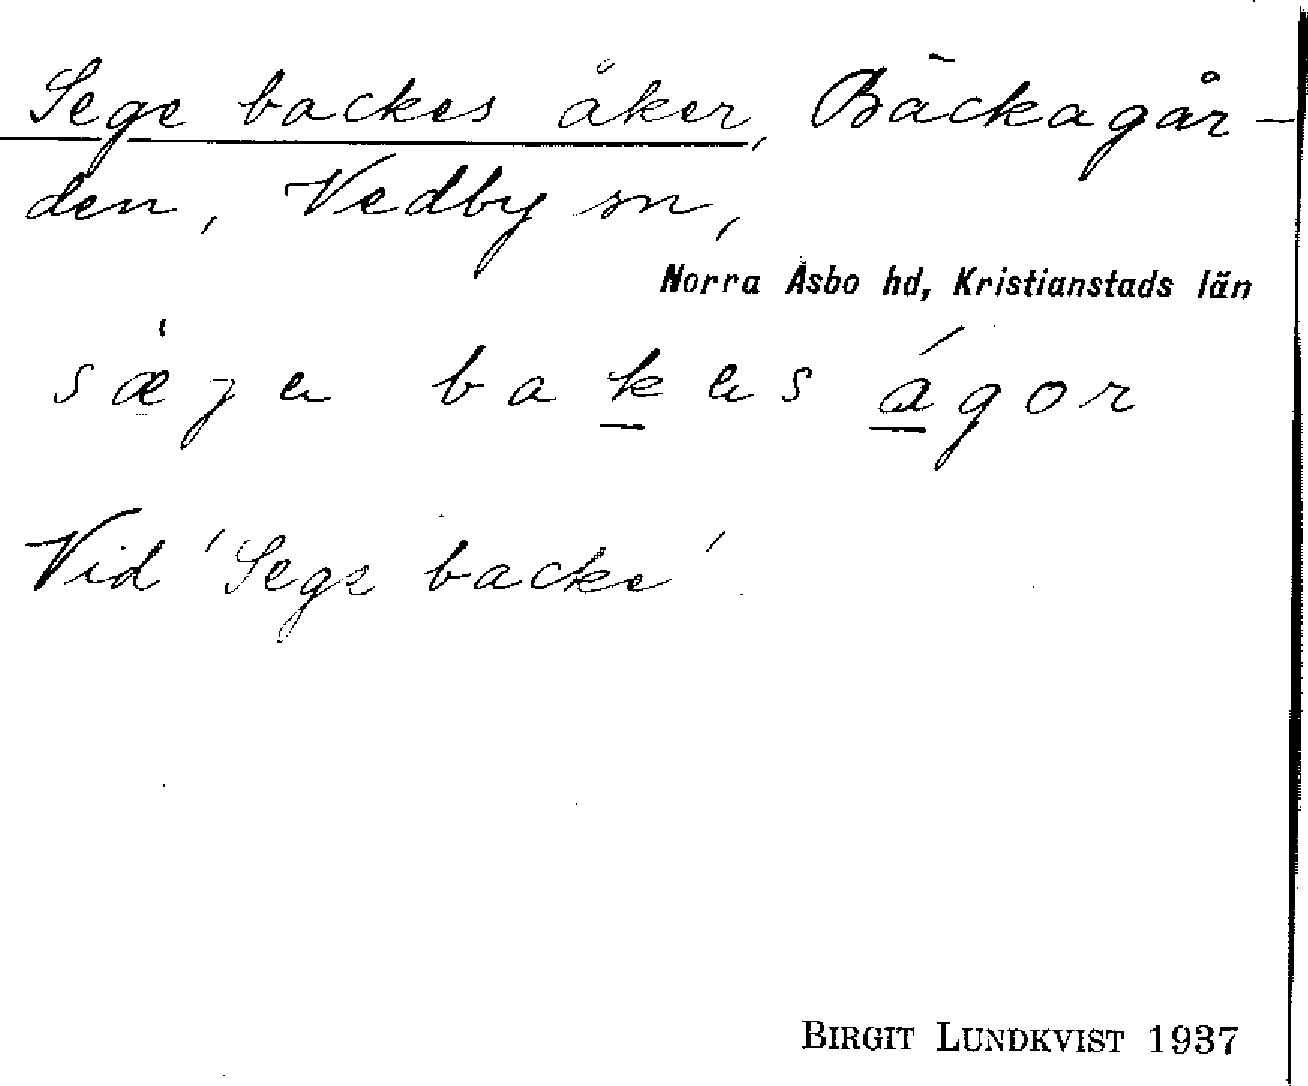 Sege backes åker, Bäckagår-
den, Vedby sn,
Norra Åsbo hd, Kristianstads län
sæge bakes ágor
Vid 'Sege backe'
BIRGIT LUNDKVIST 1937